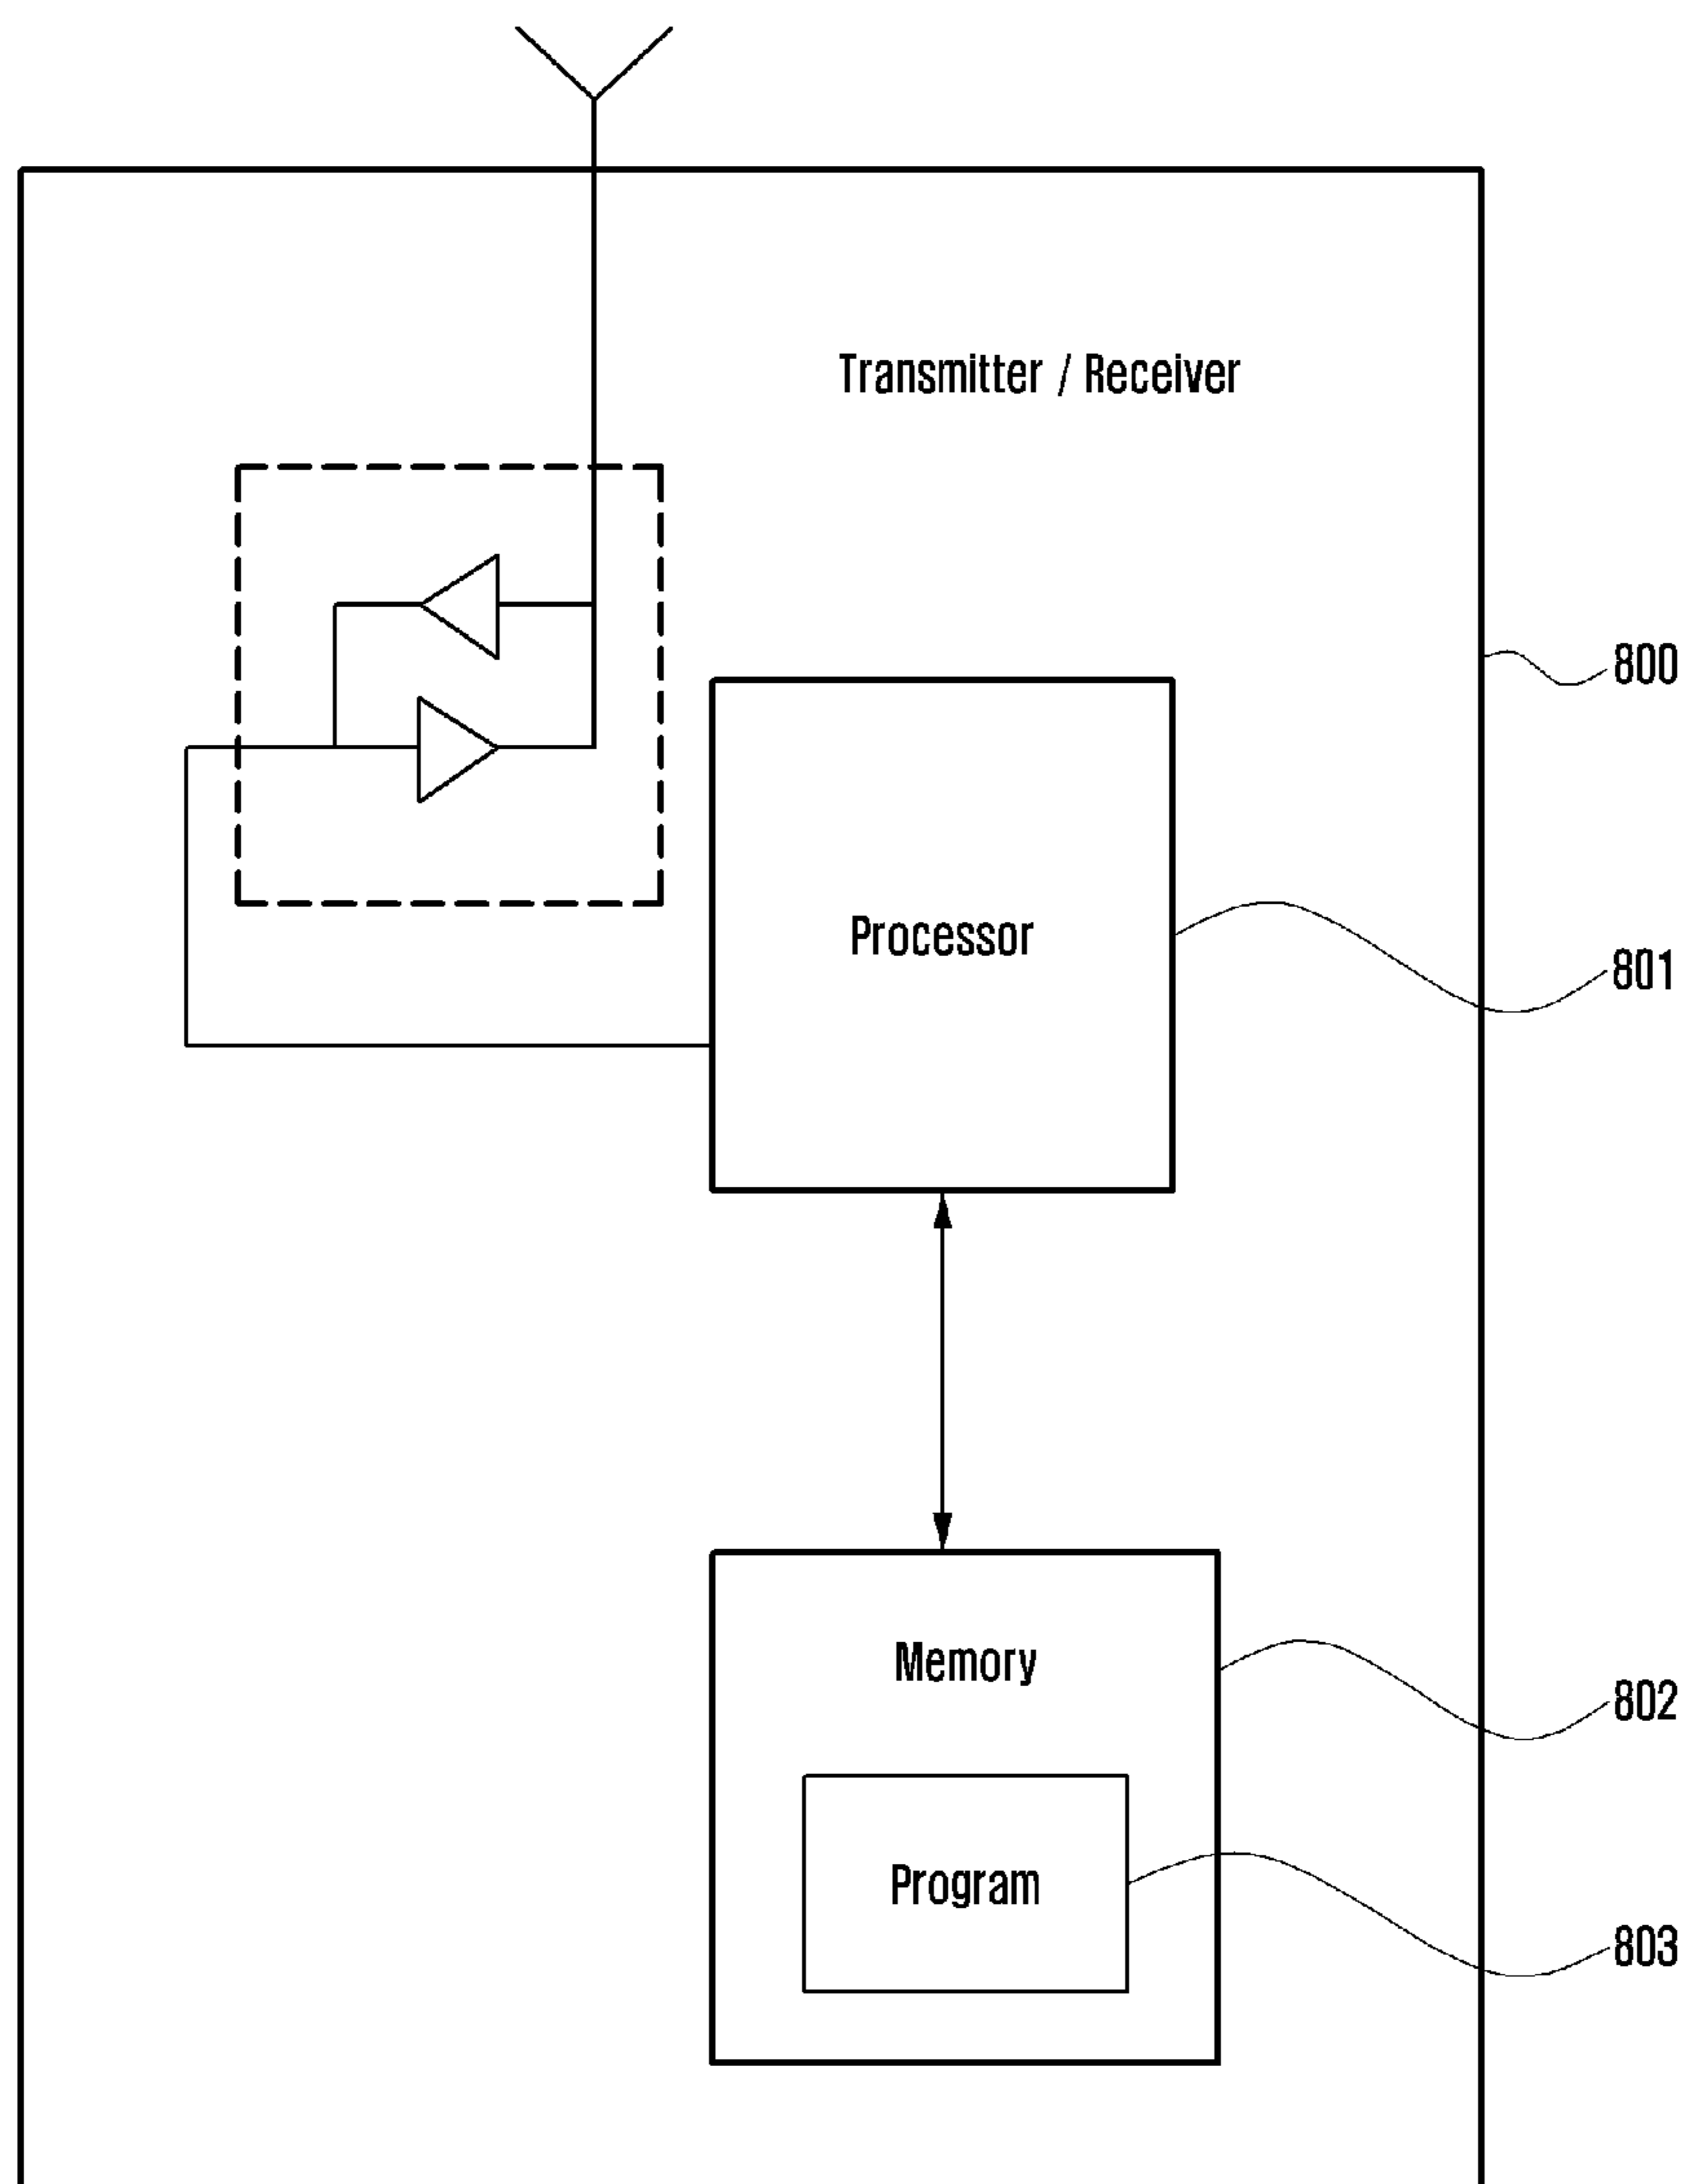 Transmitter / Receiver
800
Processor
801
Memory
802
Program
803